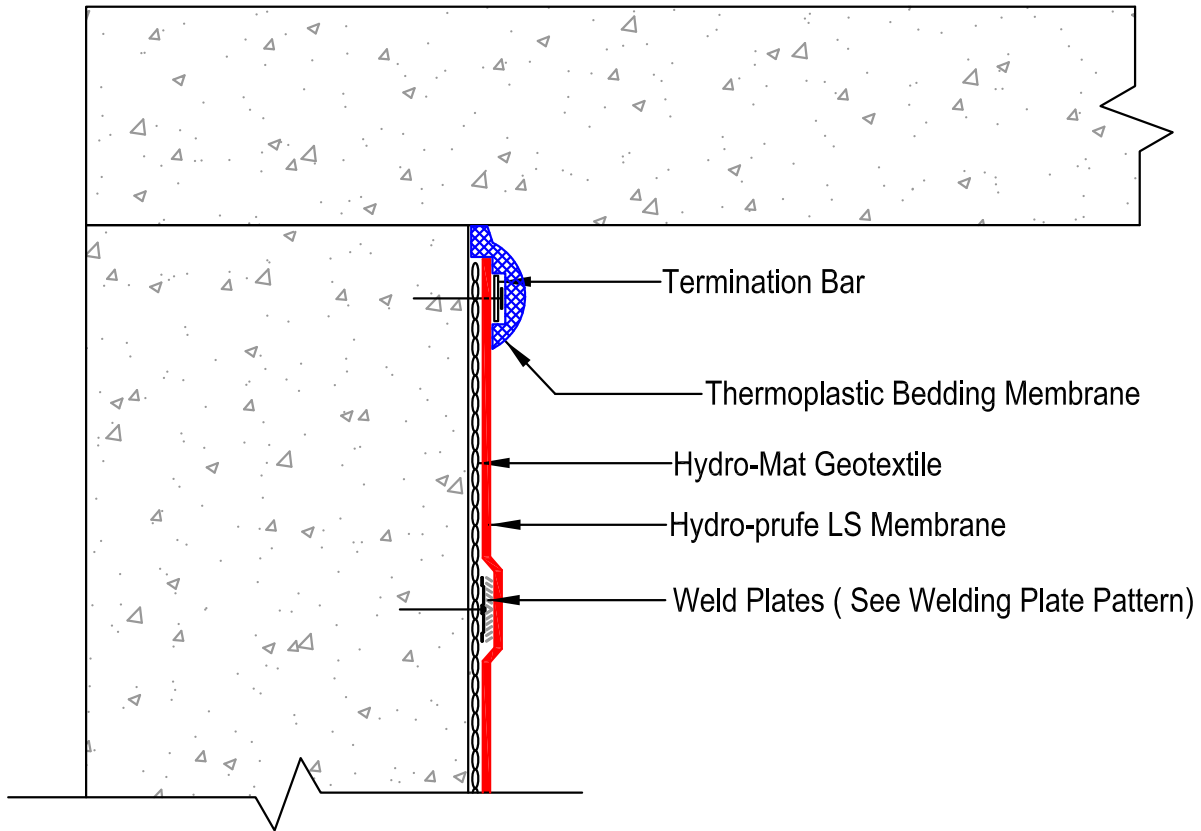 Termination Bar
Thermoplastic Bedding Membrane
Hydro-Mat Geotextile
Hydro-prufe LS Membrane
Weld Plates ( See Welding Plate Pattern)